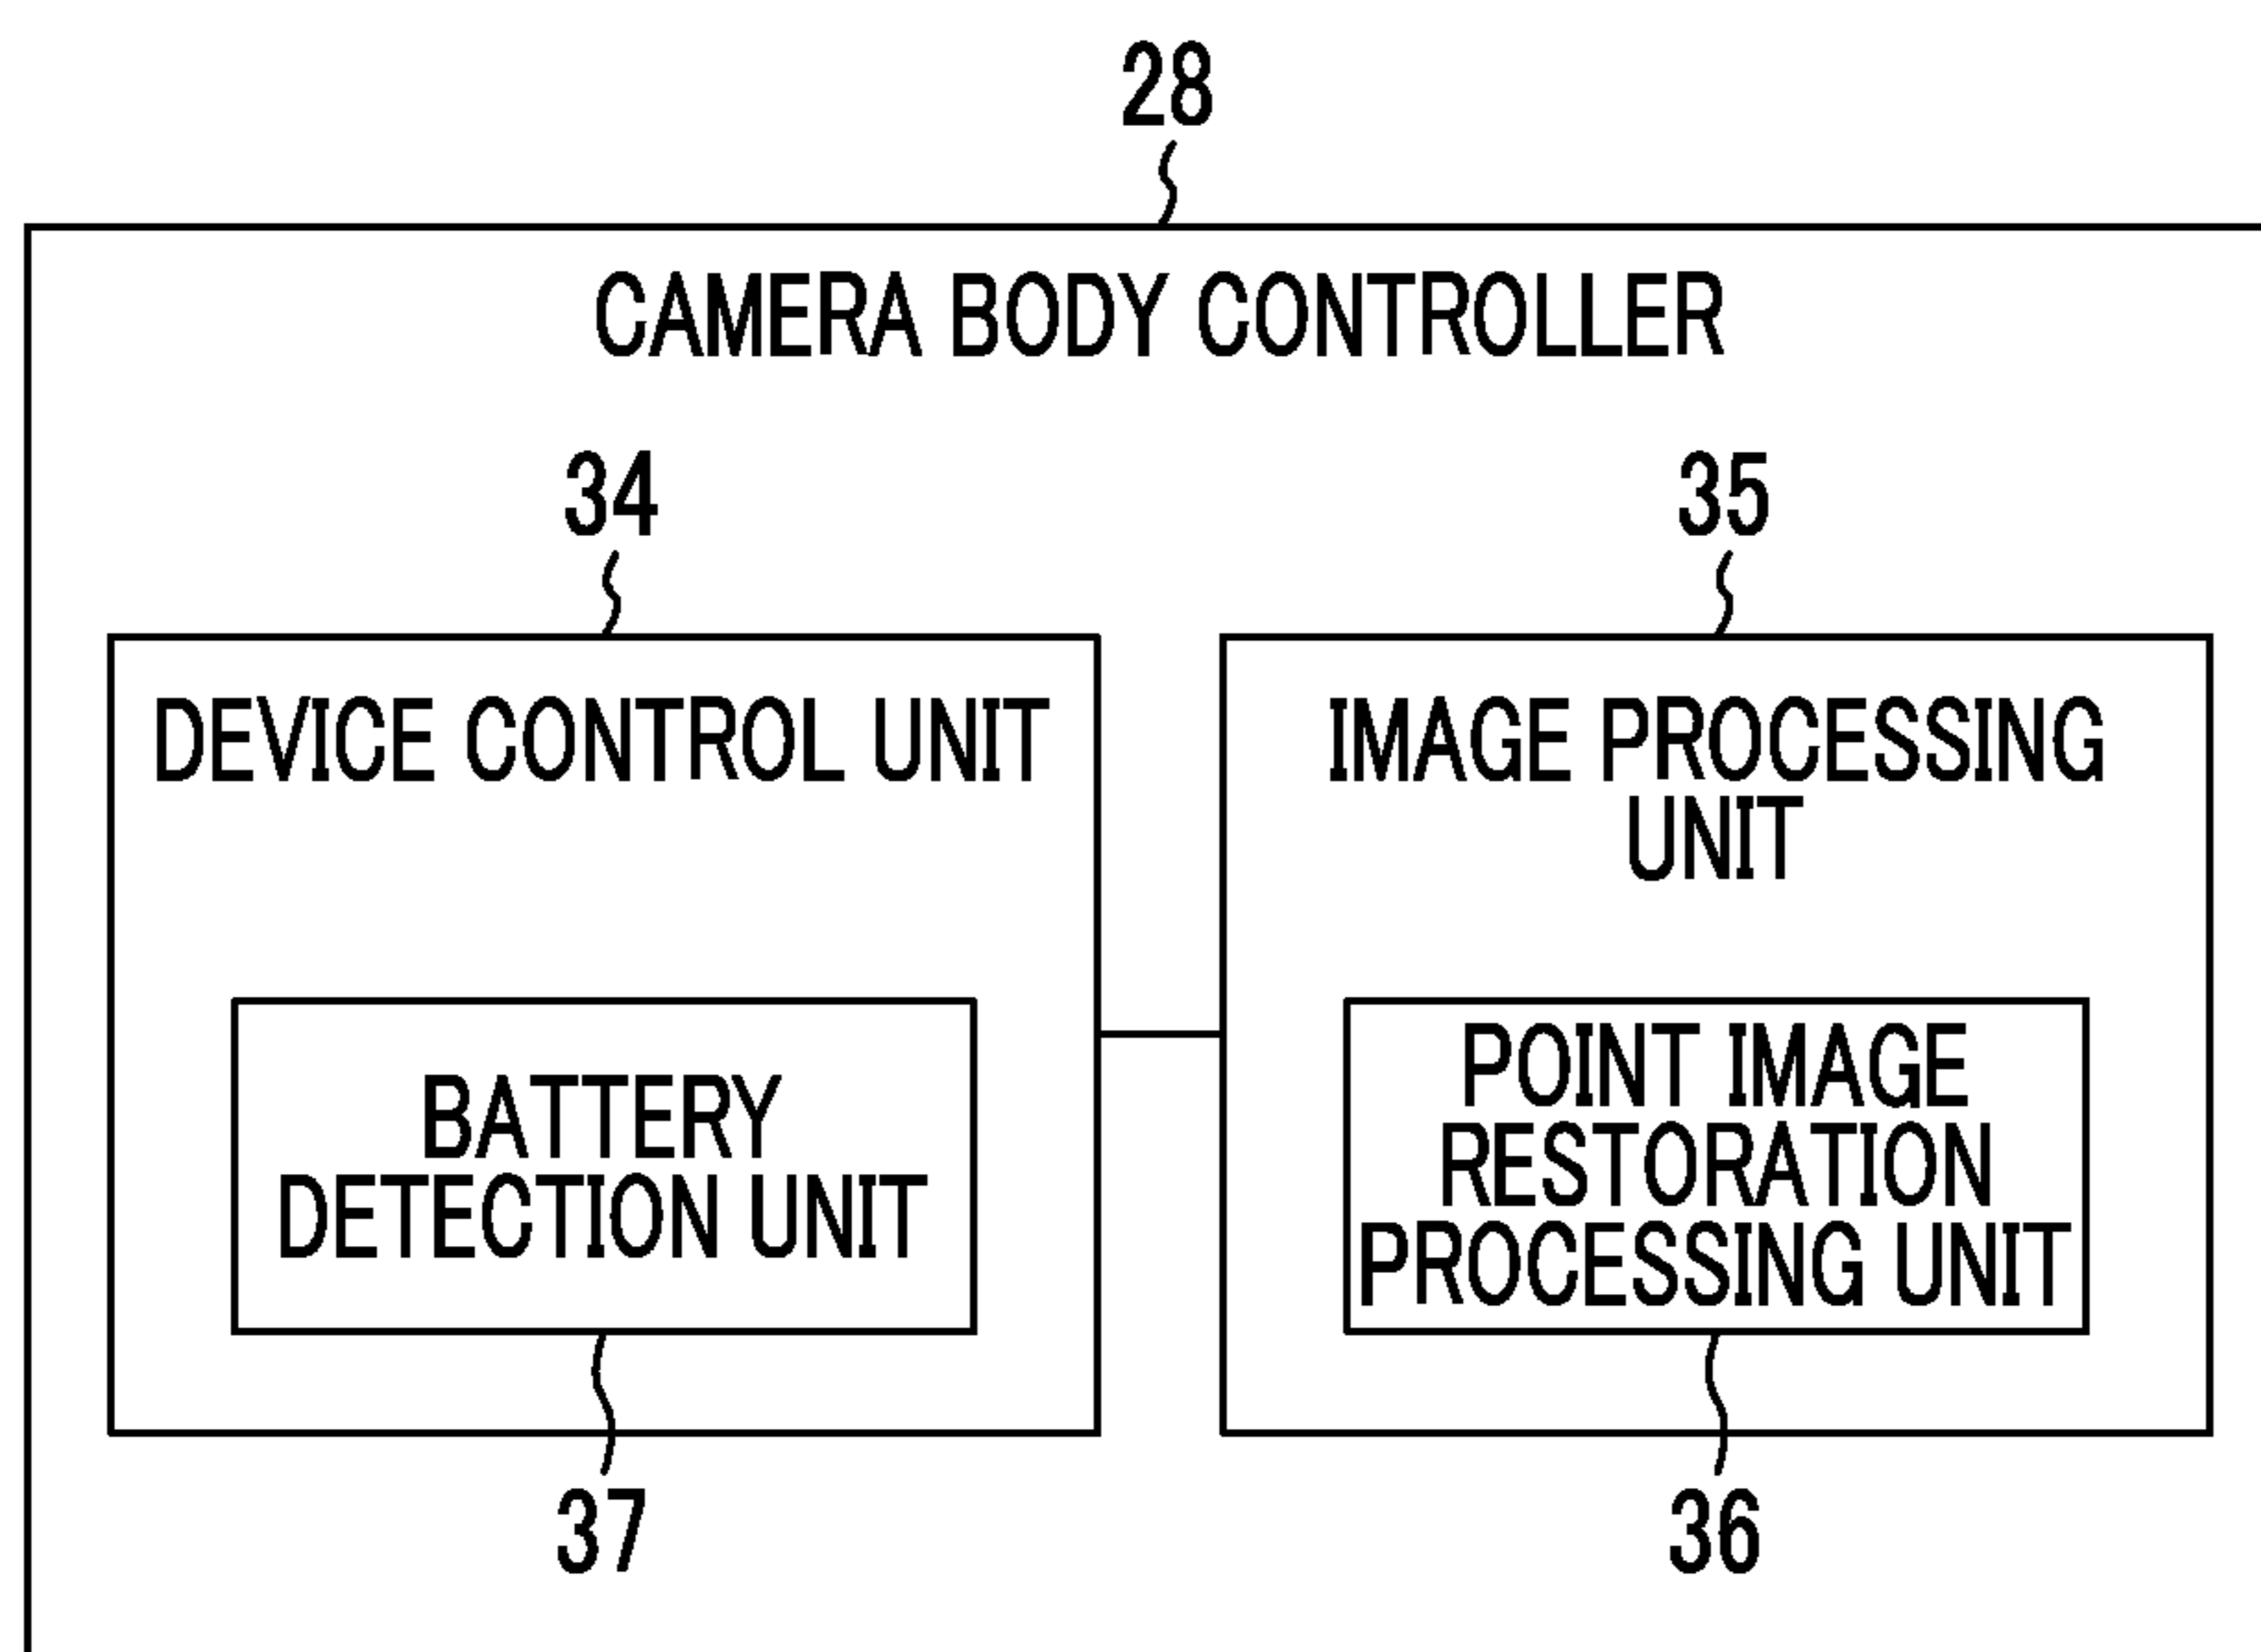 28
CAMERA BODY CONTROLLER
34
35
DEVICE CONTROL UNIT
IMAGE PROCESSING
UNIT
BATTERY
DETECTION UNIT
POINT IMAGE
RESTORATION
PROCESSING UNIT
37
36